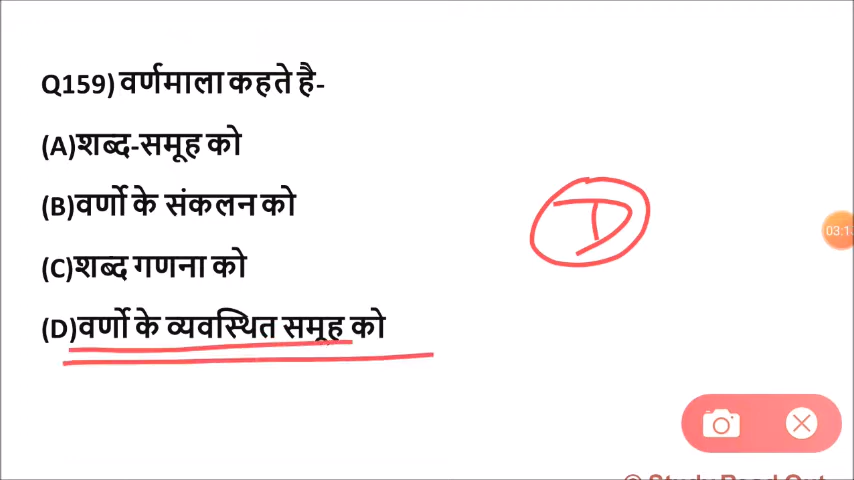 Q159) वर्णमाला कहते है-
(A)शब्द-समूह को
(B)वर्णो के संकलन को
D
(C)शब्द गणना को
(D)वर्णो के व्यवस्थित समूह को